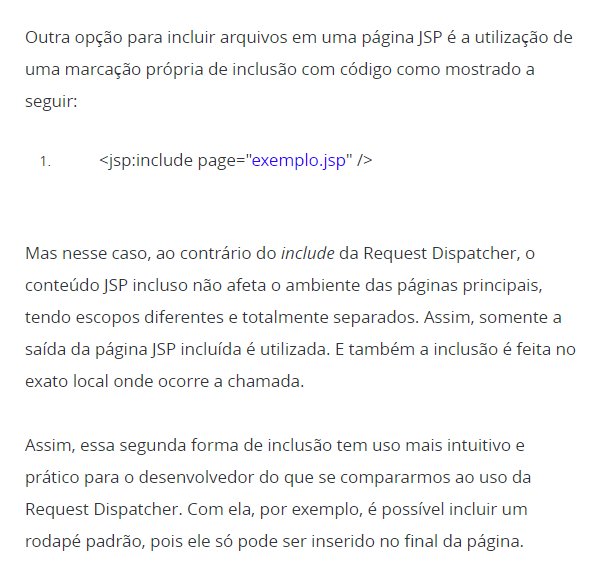 Outra opção para incluir arquivos em uma página JSP é a utilização de
uma marcação própria de inclusão com código como mostrado a
seguir:
1. <jsp:include page="exemplo.jsp" />
Mas nesse caso, ao contrário do include da Request Dispatcher, o
conteúdo JSP incluso não afeta o ambiente das páginas principais,
tendo escopos diferentes e totalmente separados. Assim, somente a
saída da página JSP incluída é utilizada. E também a inclusão é feita no
exato local onde ocorre a chamada.
Assim, essa segunda forma de inclusão tem uso mais intuitivo e
prático para o desenvolvedor do que se compararmos ao uso da
Request Dispatcher. Com ela, por exemplo, é possível incluir um
rodapé padrão, pois ele só pode ser inserido no final da página.